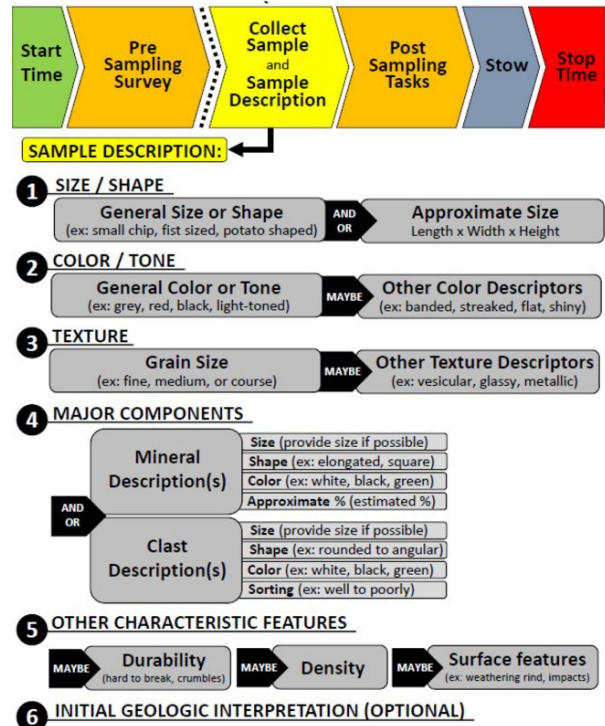 Start
Time
Pre
Sampling
Survey
Collect
Sample
and
Sample
Description
Post
Sampling
Tasks
Stow
Stop
Time
SAMPLE DESCRIPTION:
1 SIZE / SHAPE
General Size or Shape
(ex: small chip, fist sized, potato shaped)
AND
OR
Approximate Size
Length x Width x Height
2 COLOR / TONE
General Color or Tone
(ex: grey, red, black, light-toned)
MAYBE
Other Color Descriptors
(ex: banded, streaked, flat, shiny)
3 TEXTURE
Grain Size
(ex: fine, medium, or course)
MAYBE
Other Texture Descriptors
(ex: vesicular, glassy, metallic)
4 MAJOR COMPONENTS
AND
OR
Mineral
Description(s)
Size (provide size if possible)
Shape (ex: elongated, square)
Color (ex: white, black, green)
Approximate % (estimated %)
Clast
Description(s)
Size (provide size if possible)
Shape (ex: rounded to angular)
Color (ex: white, black, green)
Sorting (ex: well to poorly)
5 OTHER CHARACTERISTIC FEATURES
MAYBE
Durability
(hard to break, crumbles)
MAYBE
Density
MAYBE
Surface features
(ex: weathering rind, impacts)
6 INITIAL GEOLOGIC INTERPRETATION (OPTIONAL)